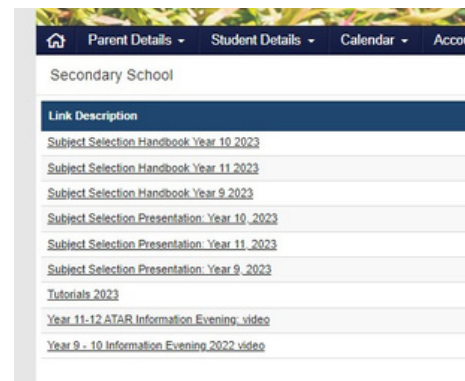 Parent Details Student Details Calendar
Secondary School
Link Description
Subject Selection Handbook Year 10 2023
Subject Selection Handbook Year 11 2023
Subject Selection Handbook Year 9 2023
Subject Selection Presentation: Year 10, 2023
Subject Selection Presentation: Year 11, 2023
Subject Selection Presentation: Year 9, 2023
Tutorials 2023
Year 11-12 ATAR Information Evening: video
Year 9 - 10 Information Evening 2022 video